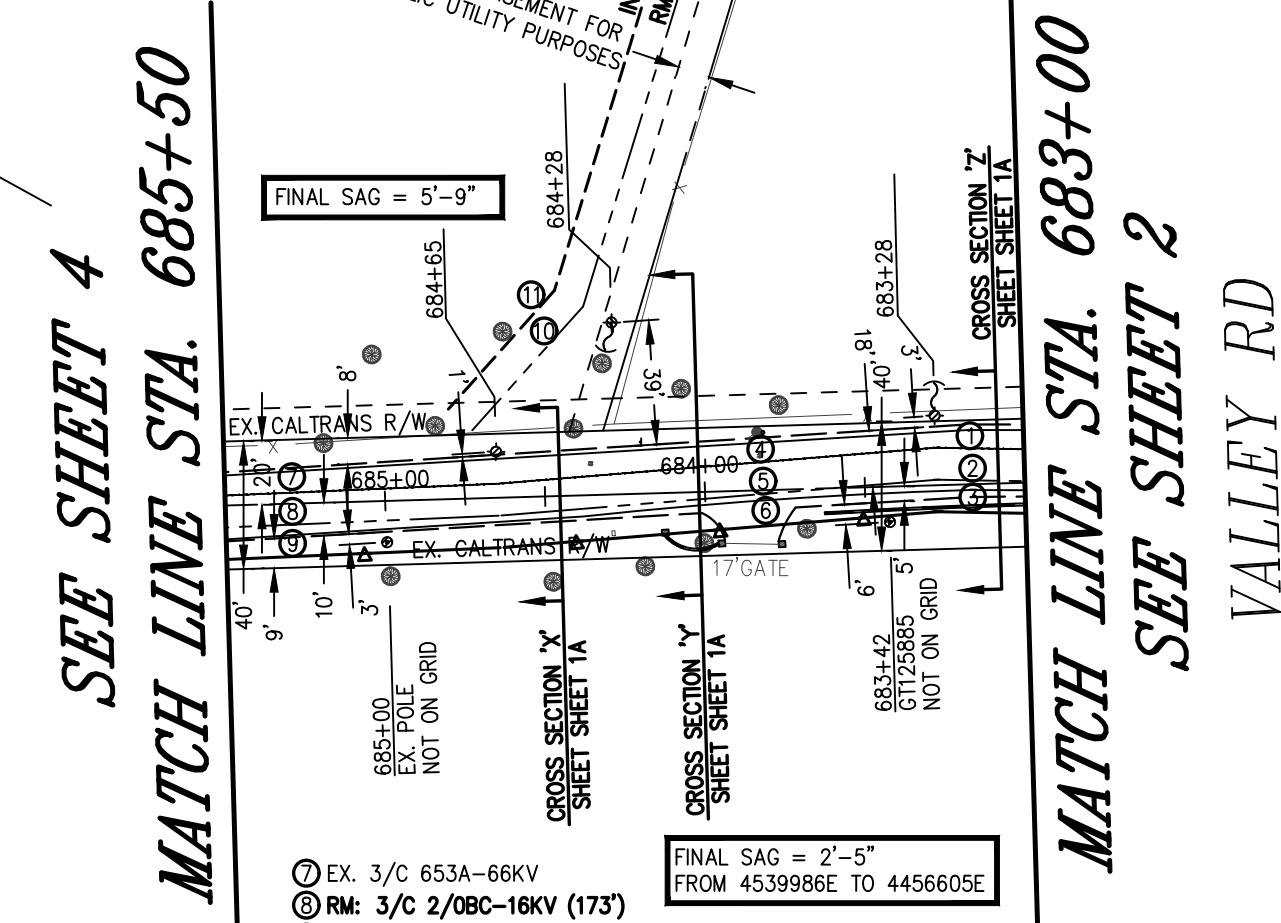 SEE SHEET 4
MATCH LINE STA. 685+50
EASEMENT FOR
UTILITY PURPOSES
IN
RM
FINAL SAG = 5'-9"
684+65
684+28
683+28
CROSS SECTION 'Z'
SHEET SHEET 1A
MATCH LINE STA. 683+00
SEE SHEET 2
VALLEY RD
11
10
8'
1'
39'
18'
40'
3'
EX. CALTRANS R/W
20'
7
685+00
684+00
4
1
8
5
2
9
6
3
EX. CALTRANS R/W
17'GATE
40'
9'
10'
3'
6'
5'
685+00
EX. POLE
NOT ON GRID
CROSS SECTION 'X'
SHEET SHEET 1A
CROSS SECTION 'Y'
SHEET SHEET 1A
683+42
GT125885
NOT ON GRID
7 EX. 3/C 653A-66KV
8 RM: 3/C 2/0BC-16KV (173')
FINAL SAG = 2'-5"
FROM 4539986E TO 4456605E